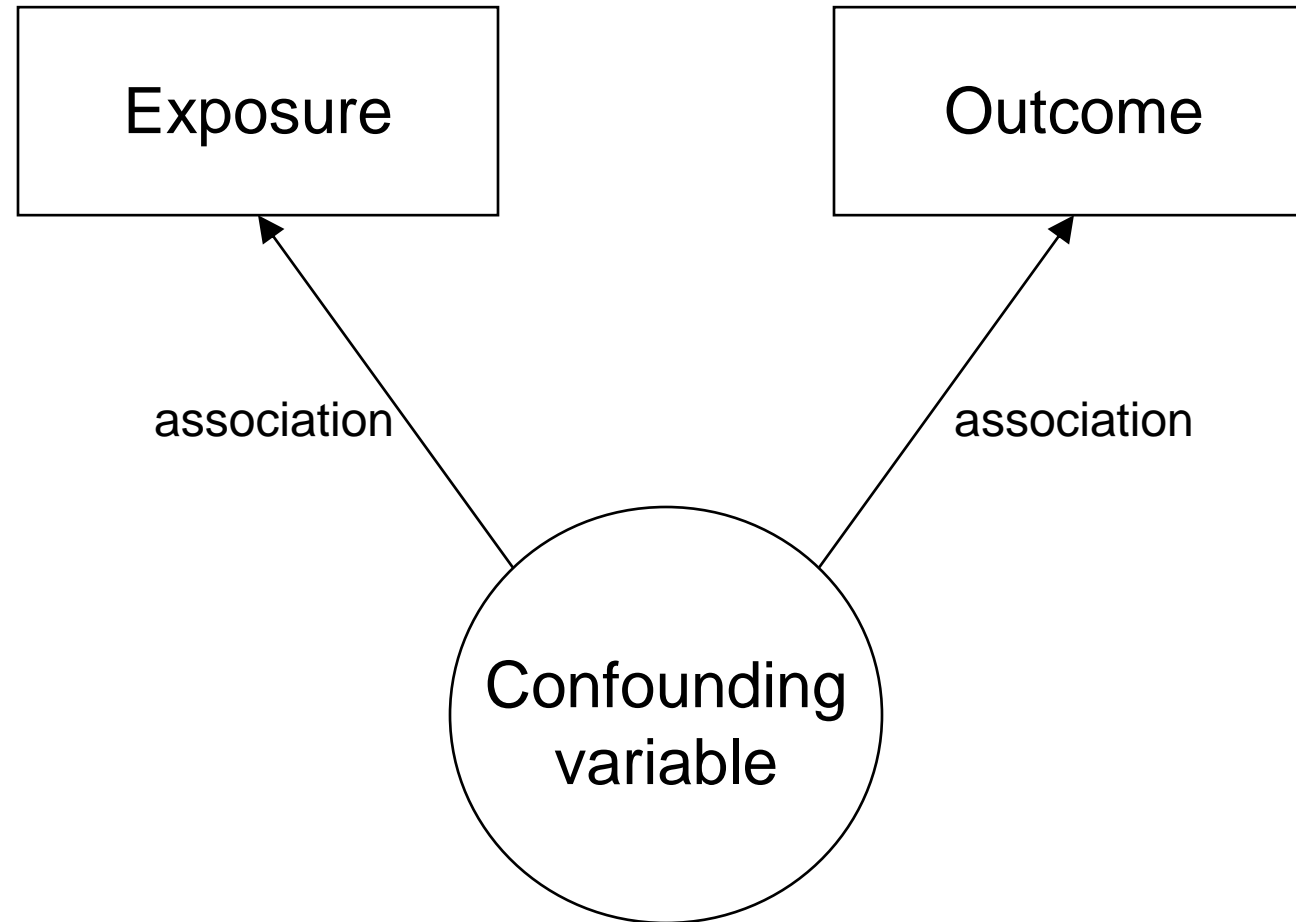 Exposure
Outcome
association
association
Confounding
variable